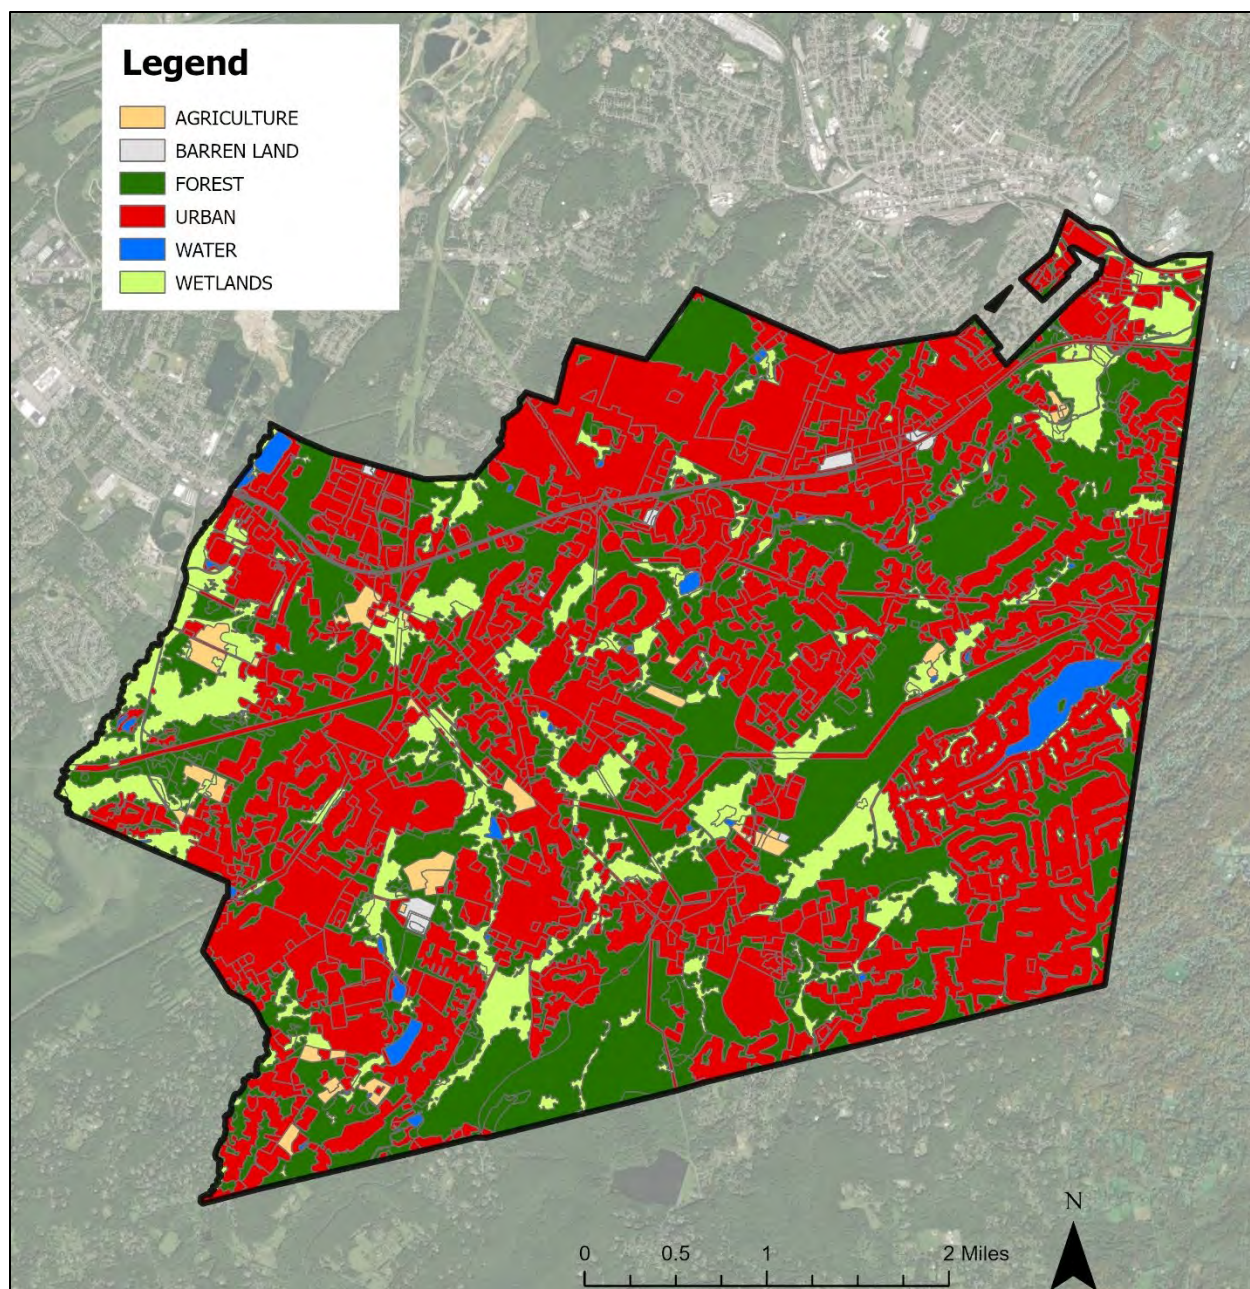 Legend
AGRICULTURE
BARREN LAND
FOREST
URBAN
WATER
WETLANDS
N
0 0.5 1 2 Miles